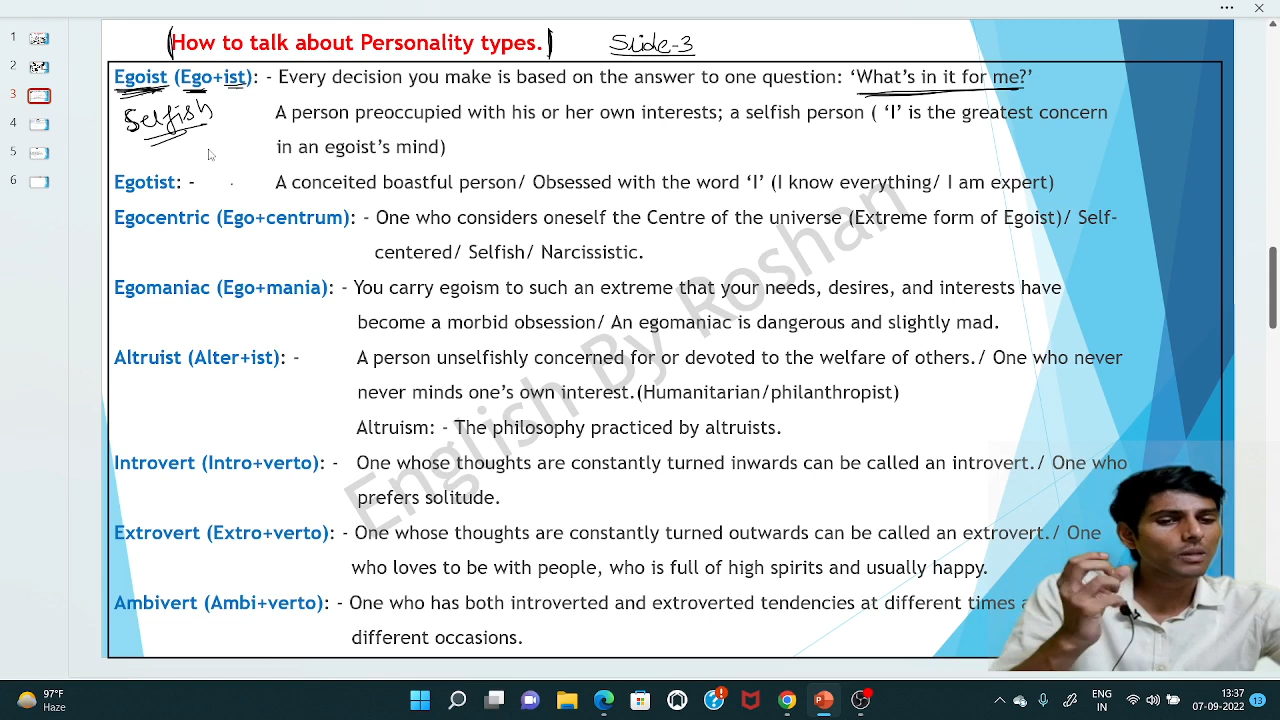 (How to talk about Personality types.) Slide-3
1
2
3
4
5
6
Egoist (Ego+ist): - Every decision you make is based on the answer to one question: ‘What’s in it for me?’
Selfish
A person preoccupied with his or her own interests; a selfish person ( ‘I’ is the greatest concern
in an egoist’s mind)
Egotist: - A conceited boastful person/ Obsessed with the word ‘I’ (I know everything/ I am expert)
Egocentric (Ego+centrum): - One who considers oneself the Centre of the universe (Extreme form of Egoist)/ Self-
centered/ Selfish/ Narcissistic.
Egomaniac (Ego+mania): - You carry egoism to such an extreme that your needs, desires, and interests have
become a morbid obsession/ An egomaniac is dangerous and slightly mad.
Altruist (Alter+ist): - A person unselfishly concerned for or devoted to the welfare of others./ One who never
never minds one’s own interest.(Humanitarian/philanthropist)
Altruism: - The philosophy practiced by altruists.
Introvert (Intro+verto): - One whose thoughts are constantly turned inwards can be called an introvert./ One who
prefers solitude.
Extrovert (Extro+verto): - One whose thoughts are constantly turned outwards can be called an extrovert./ One
who loves to be with people, who is full of high spirits and usually happy.
Ambivert (Ambi+verto): - One who has both introverted and extroverted tendencies at different times
different occasions.
English By Roshan
97°F
Haze
ENG
IN
13:37
07-09-2022
13